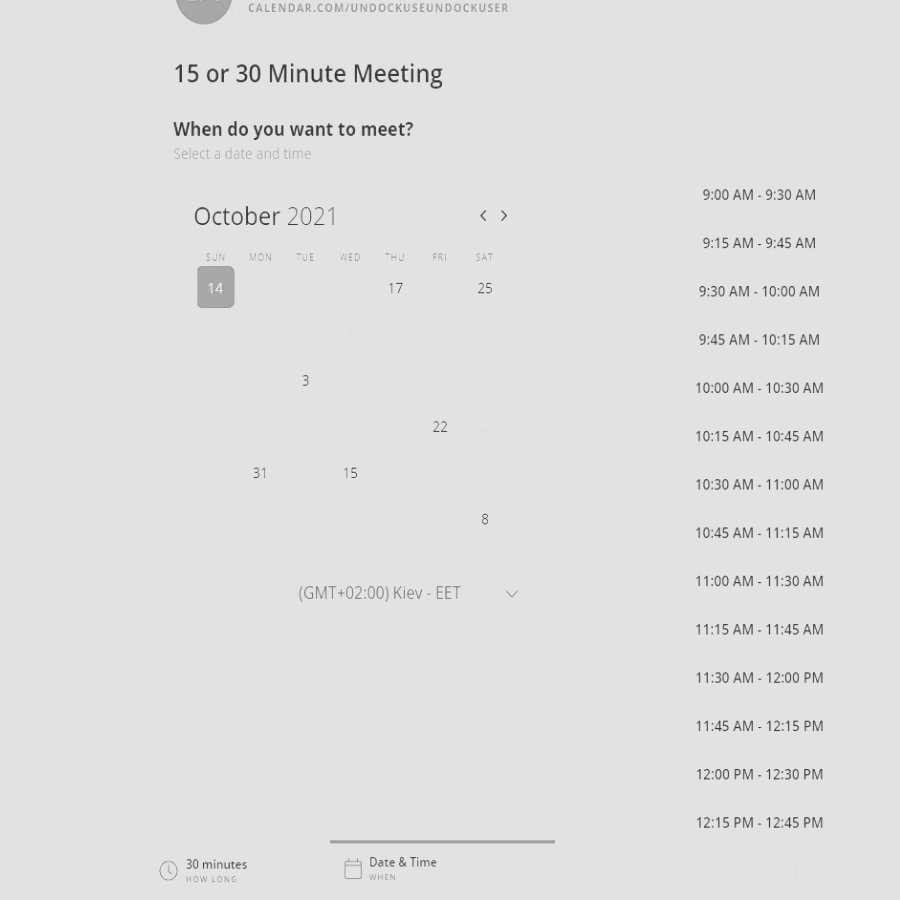 CALENDAR.COM/UNDOCKUSEUNDOCKUSER
15 or 30 Minute Meeting
When do you want to meet?
Select a date and time
October 2021
SUN MON TUE WED THU FRI SAT
14 17 25
3
22
31 15
8
(GMT+02:00) Kiev - EET
9:00 AM - 9:30 AM
9:15 AM - 9:45 AM
9:30 AM - 10:00 AM
9:45 AM - 10:15 AM
10:00 AM - 10:30 AM
10:15 AM - 10:45 AM
10:30 AM - 11:00 AM
10:45 AM - 11:15 AM
11:00 AM - 11:30 AM
11:15 AM - 11:45 AM
11:30 AM - 12:00 PM
11:45 AM - 12:15 PM
12:00 PM - 12:30 PM
12:15 PM - 12:45 PM
30 minutes
HOW LONG
Date & Time
WHEN